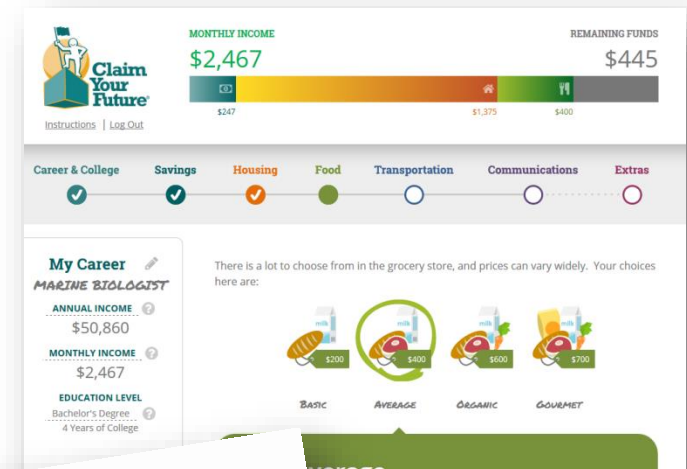 MONTHLY INCOME
REMAINING FUNDS
$2,467
$445
Claim
Your
Future®
$247
$1,375
$400
Instructions | Log Out
Career & College
Savings
Housing
Food
Transportation
Communications
Extras
My Career
MARINE BIOLOGIST
ANNUAL INCOME ?
$50,860
MONTHLY INCOME ?
$2,467
EDUCATION LEVEL
Bachelor's Degree ?
4 Years of College
There is a lot to choose from in the grocery store, and prices can vary widely. Your choices
here are:
milk
$200
milk
$400
milk
$600
milk
$700
BASIC
AVERAGE
ORGANIC
GOURMET